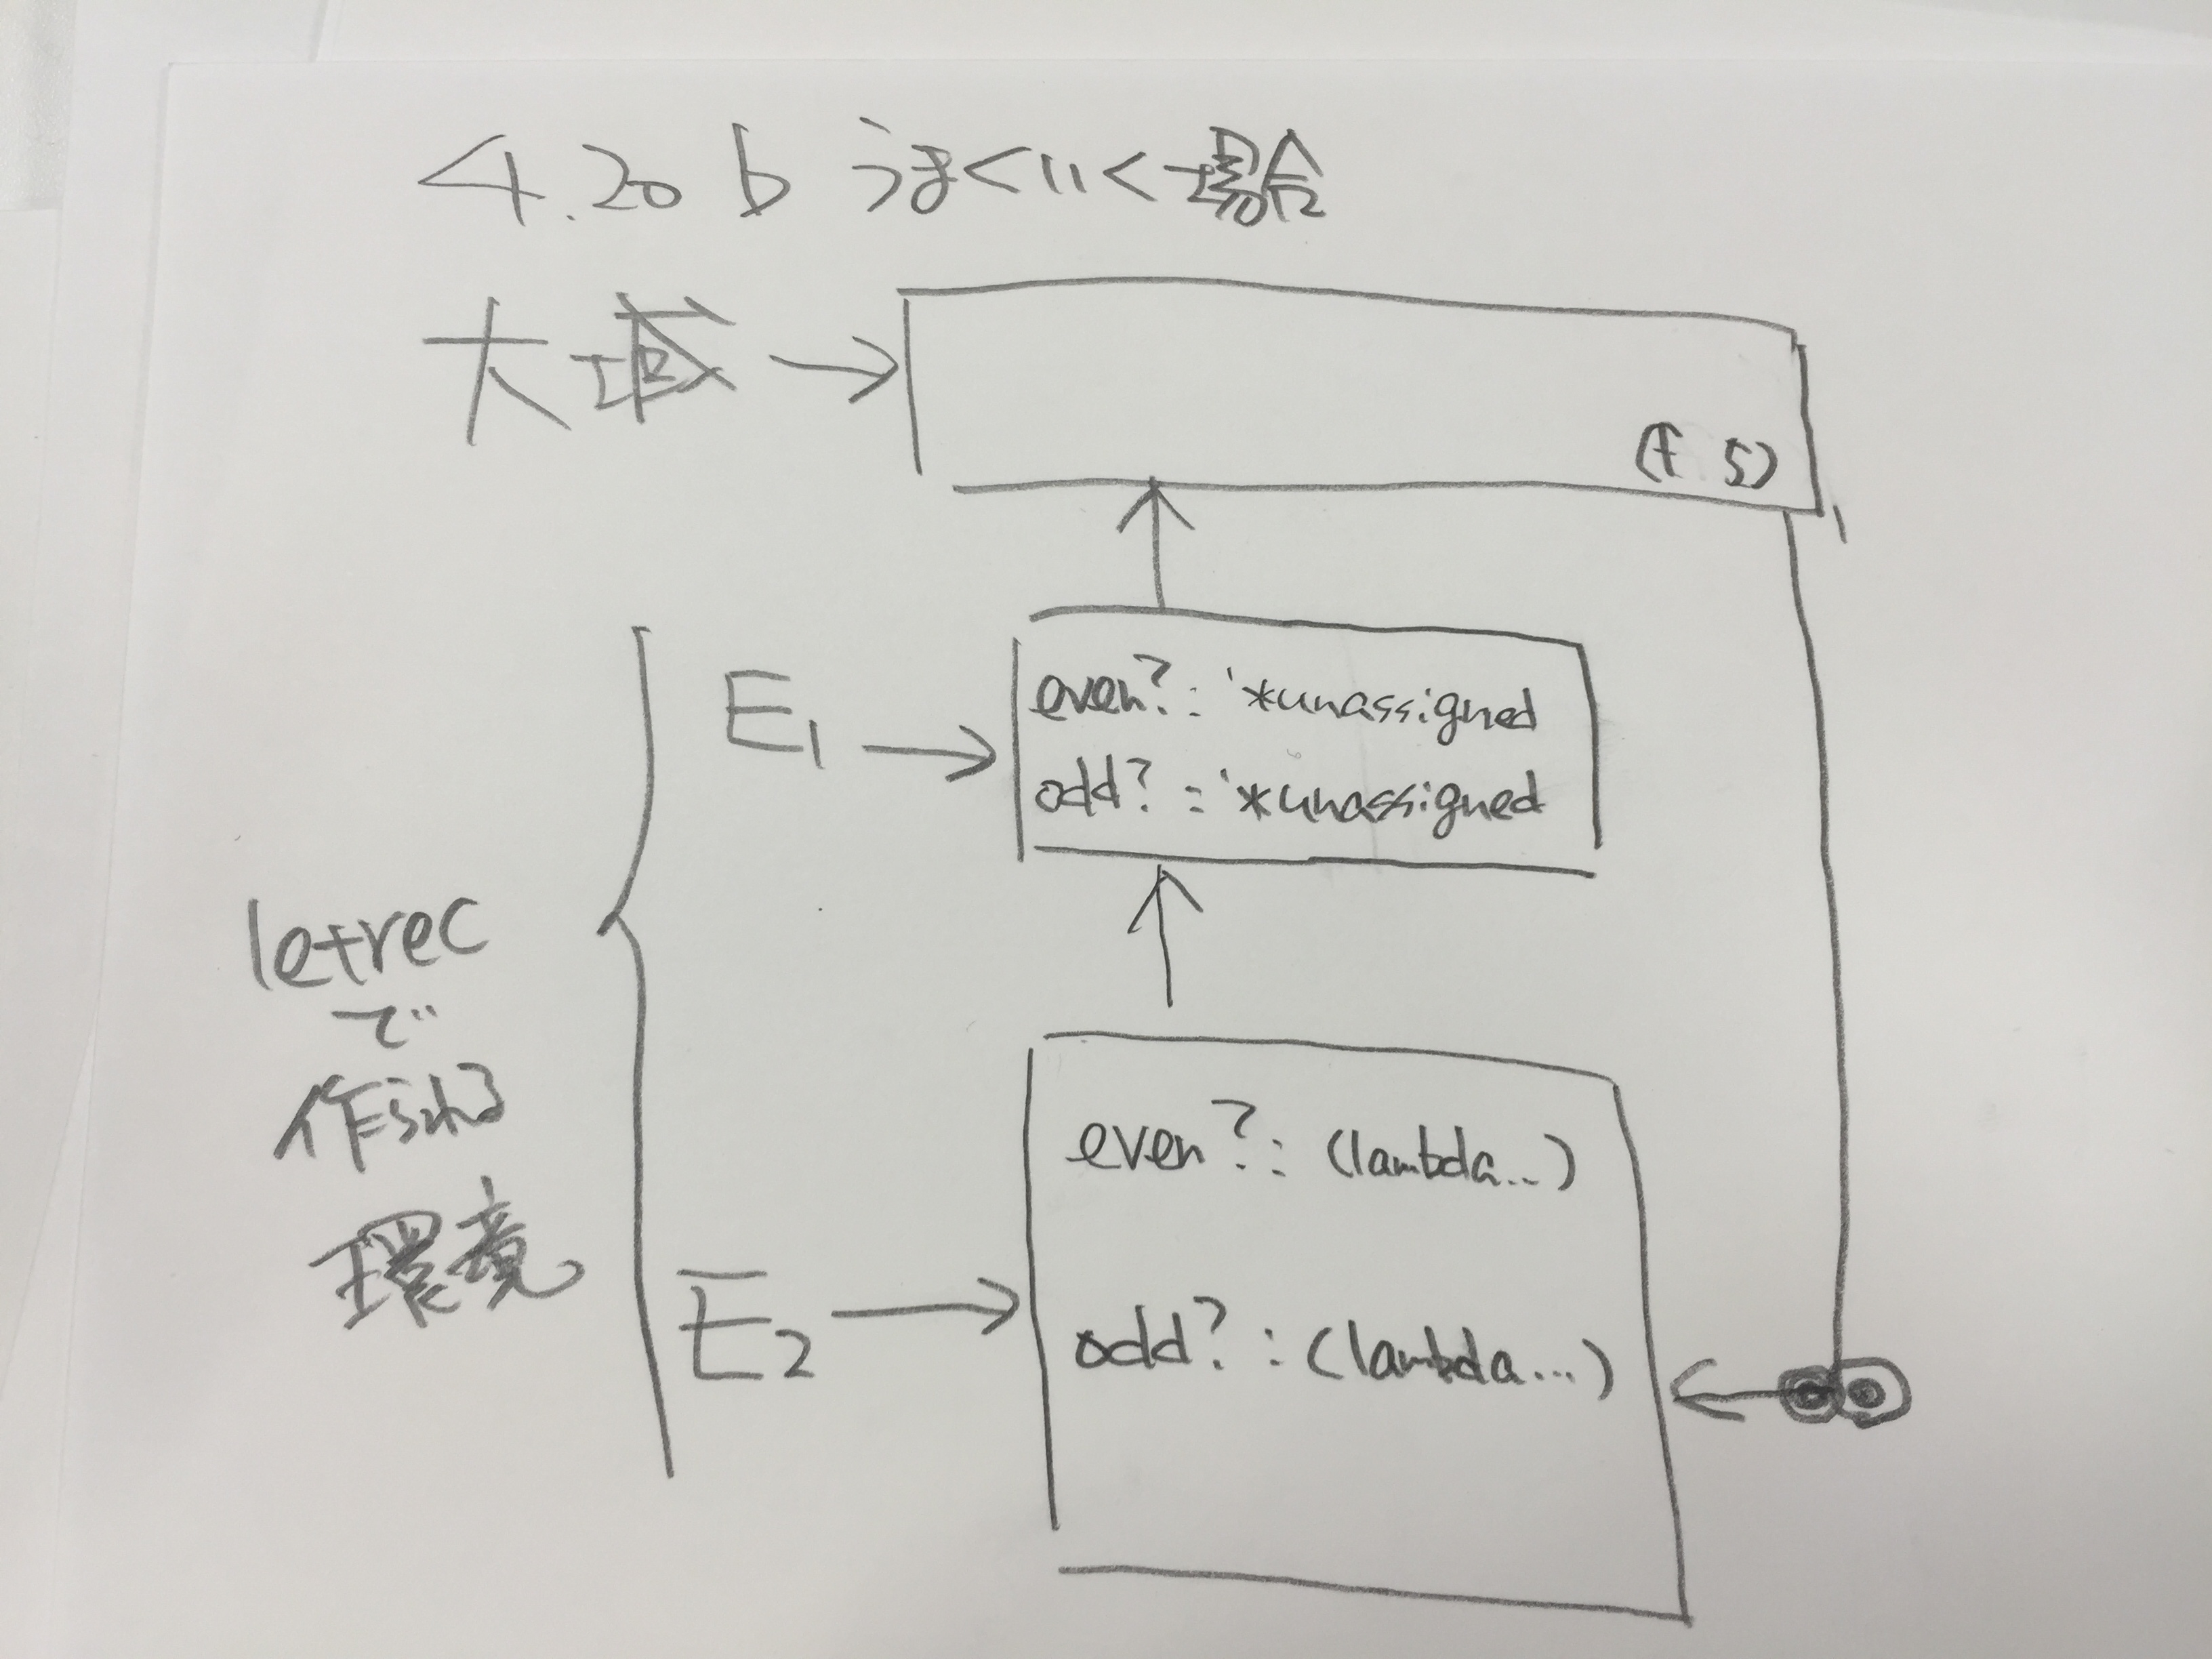 4.20 b うまくいく場合
大域
(f 5)
E1
even?: '*unassigned
odd?: '*unassigned
letrec
で
作られる
環境
E2
even?: (lambda...)
odd?: (lambda...)